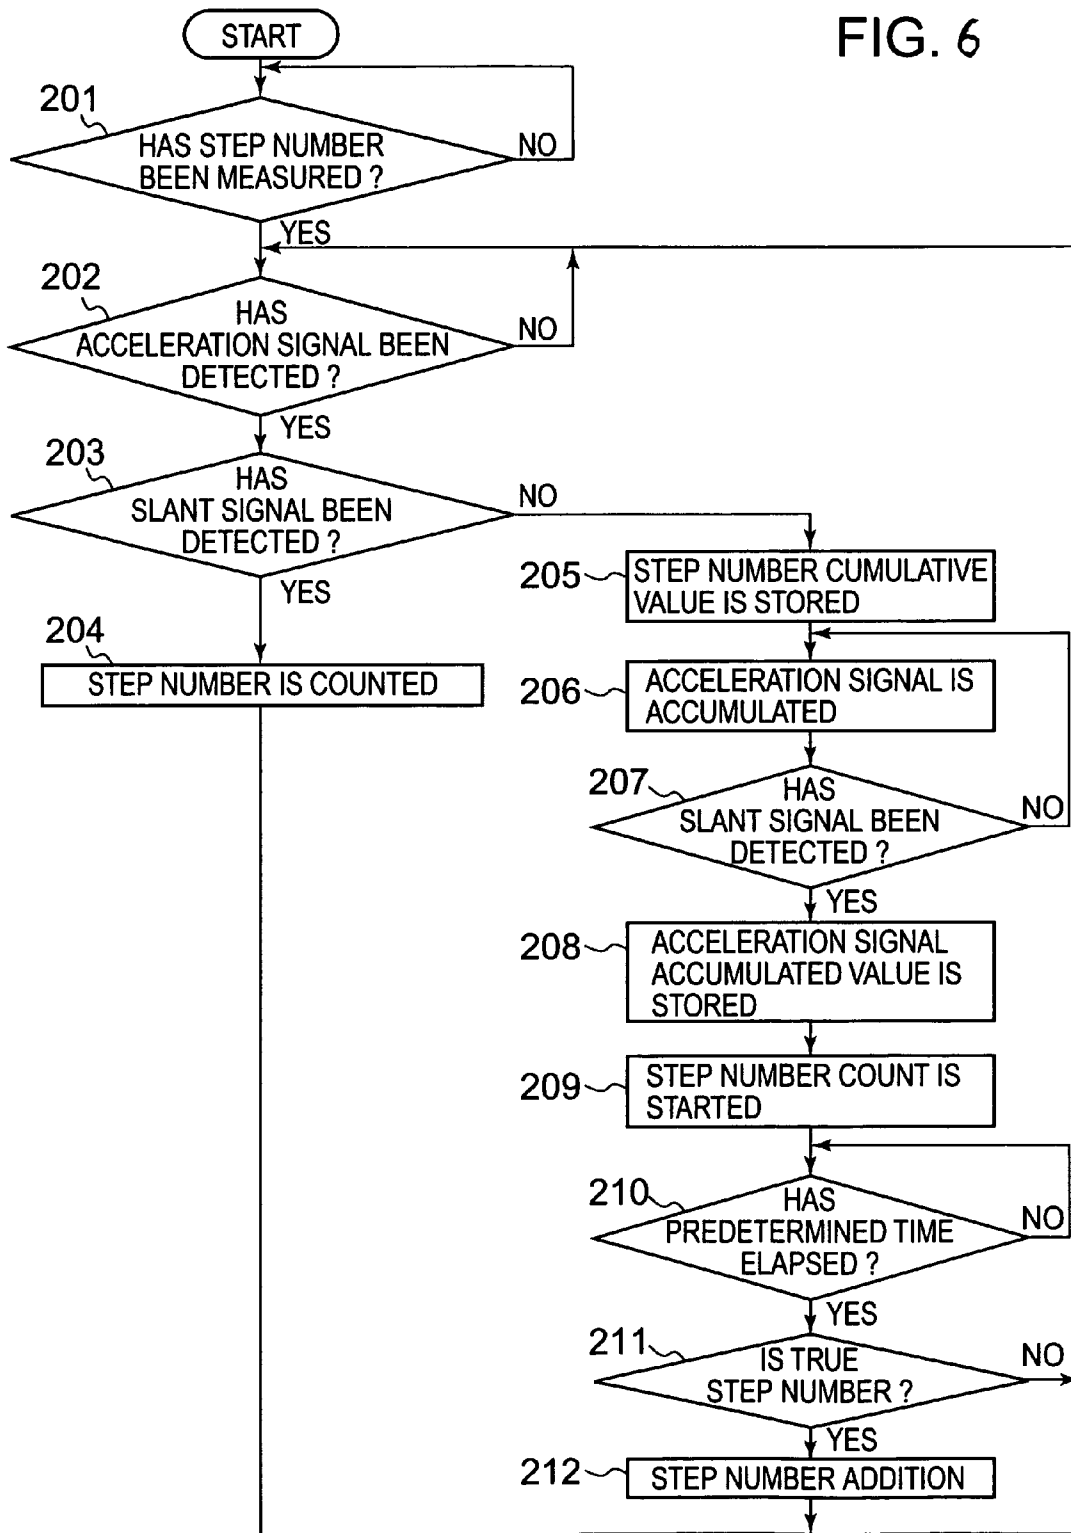 START
FIG. 6
201
HAS STEP NUMBER
BEEN MEASURED ?
NO
YES
202
HAS
ACCELERATION SIGNAL BEEN
DETECTED ?
NO
YES
203
HAS
SLANT SIGNAL BEEN
DETECTED ?
NO
YES
204
STEP NUMBER IS COUNTED
205
STEP NUMBER CUMULATIVE
VALUE IS STORED
206
ACCELERATION SIGNAL IS
ACCUMULATED
207
HAS
SLANT SIGNAL BEEN
DETECTED ?
NO
YES
208
ACCELERATION SIGNAL
ACCUMULATED VALUE IS
STORED
209
STEP NUMBER COUNT IS
STARTED
210
HAS
PREDETERMINED TIME
ELAPSED ?
NO
YES
211
IS TRUE
STEP NUMBER ?
NO
YES
212
STEP NUMBER ADDITION